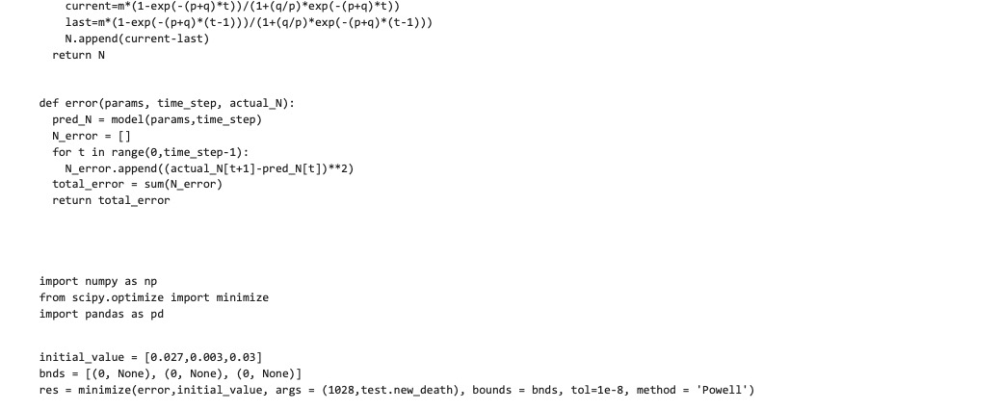 current=m*(1-exp(-(p+q)*t))/(1+(q/p)*exp(-(p+q)*t))
    last=m*(1-exp(-(p+q)*(t-1)))/(1+(q/p)*exp(-(p+q)*(t-1)))
    N.append(current-last)
  return N
def error(params, time_step, actual_N):
  pred_N = model(params,time_step)
  N_error = []
  for t in range(0,time_step-1):
    N_error.append((actual_N[t+1]-pred_N[t])**2)
  total_error = sum(N_error)
  return total_error
import numpy as np
from scipy.optimize import minimize
import pandas as pd
initial_value = [0.027,0.003,0.03]
bnds = [(0, None), (0, None), (0, None)]
res = minimize(error,initial_value, args = (1028,test.new_death), bounds = bnds, tol=1e-8, method = 'Powell')